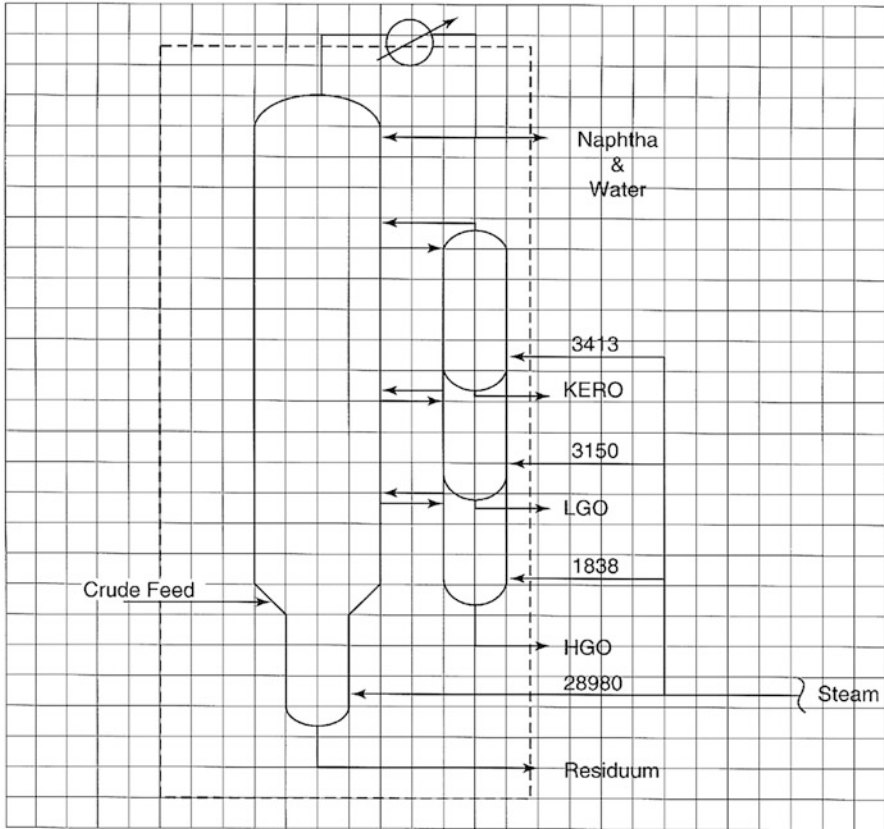 Naphtha
&
Water
3413
KERO
3150
LGO
1838
Crude Feed
HGO
28980
Steam
Residuum